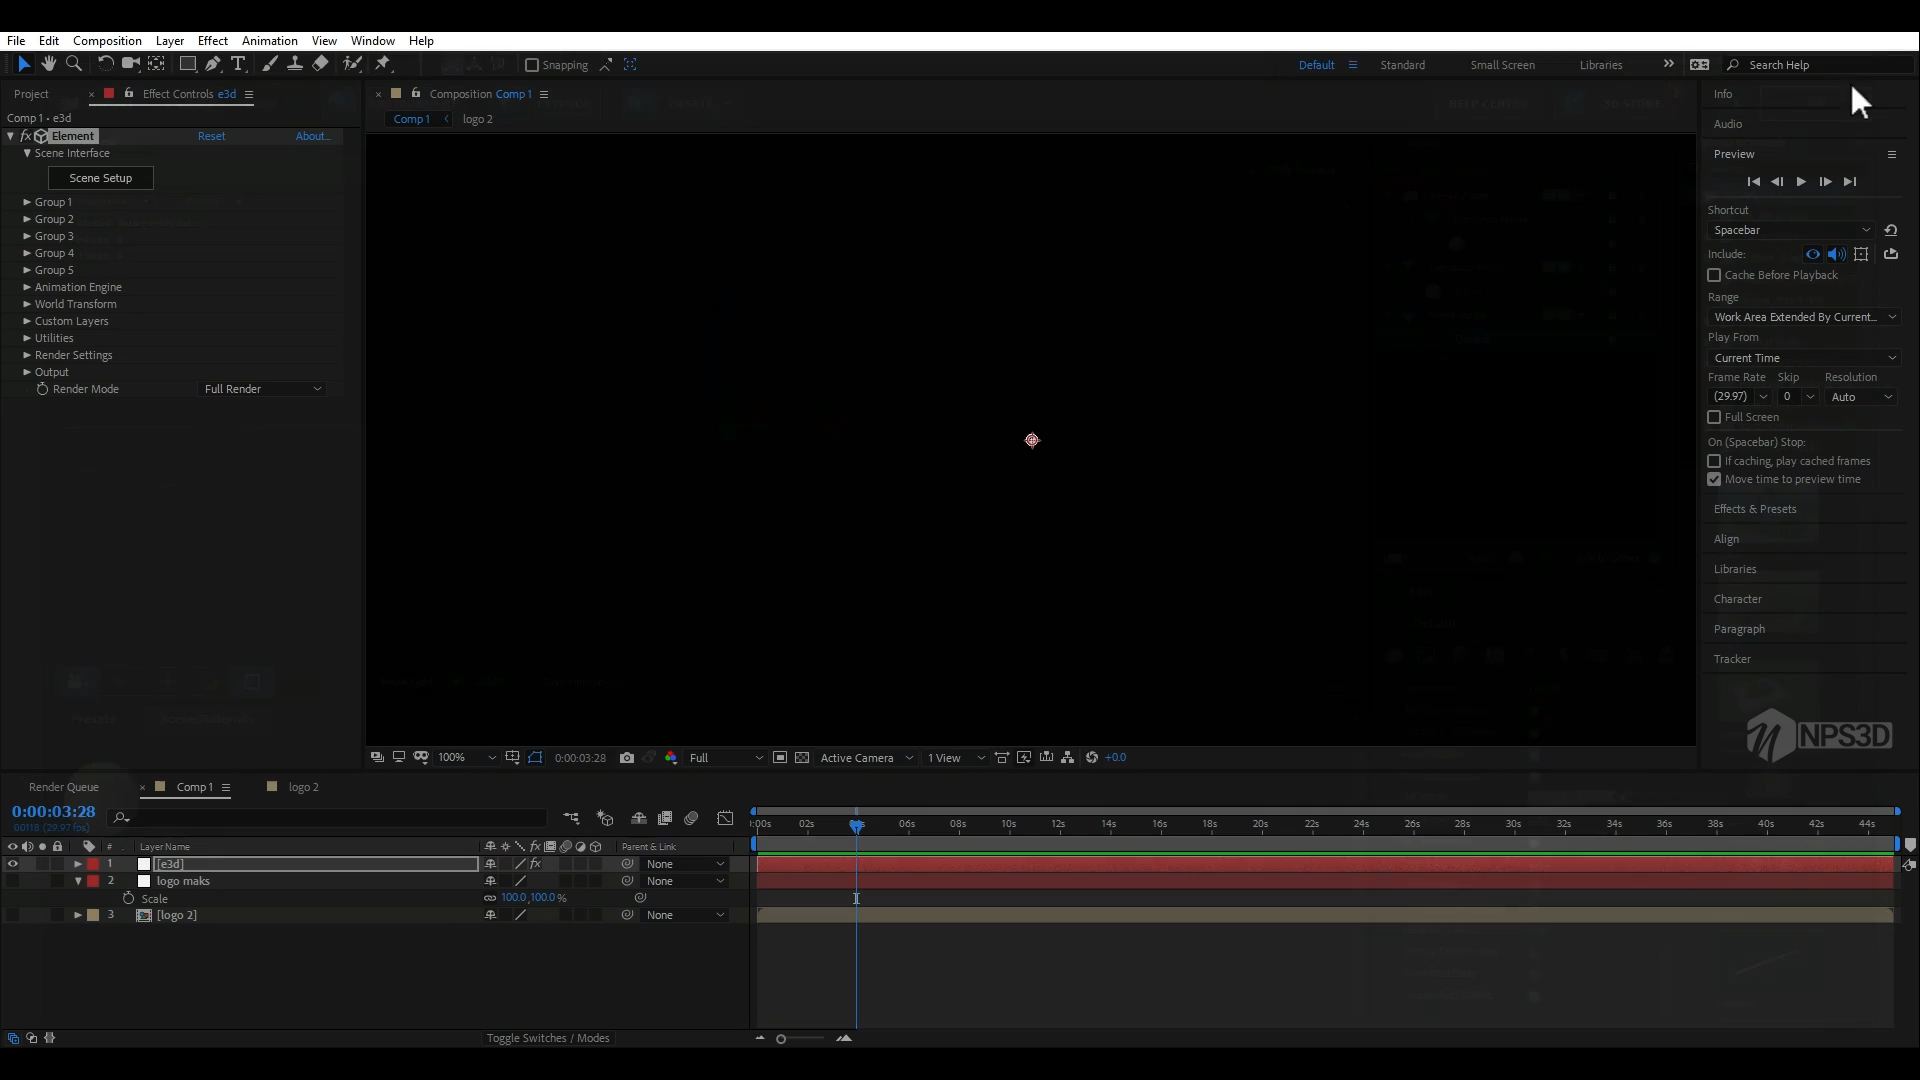 File Edit Composition Layer Effect Animation View Window Help
Snapping Default Standard Small Screen Libraries Search Help
Project Effect Controls e3d
Comp 1 • e3d
Element Reset About...
Scene Interface
Scene Setup
Group 1
Group 2
Group 3
Group 4
Group 5
Animation Engine
World Transform
Custom Layers
Utilities
Render Settings
Output
Render Mode Full Render
Composition Comp 1
Comp 1 logo 2
100% 0:00:03:28 Full Active Camera 1 View +0.0
Info
Audio
Preview
Shortcut
Spacebar
Include:
Cache Before Playback
Range
Work Area Extended By Current...
Play From
Current Time
Frame Rate Skip Resolution
(29.97) 0 Auto
Full Screen
On (Spacebar) Stop:
If caching, play cached frames
Move time to preview time
Effects & Presets
Align
Libraries
Character
Paragraph
Tracker
NPS3D
Render Queue Comp 1 logo 2
0:00:03:28
00118 (29.97 fps)
:00s 02s 06s 08s 10s 12s 14s 16s 18s 20s 22s 24s 26s 28s 30s 32s 34s 36s 38s 40s 42s 44s
# Layer Name Parent & Link
1 [e3d] None
2 logo maks None
Scale 100.0,100.0 %
3 [logo 2] None
Toggle Switches / Modes